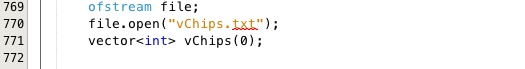 769 ofstream file;
770 file.open("vChips.txt");
771 vector<int> vChips(0);
772